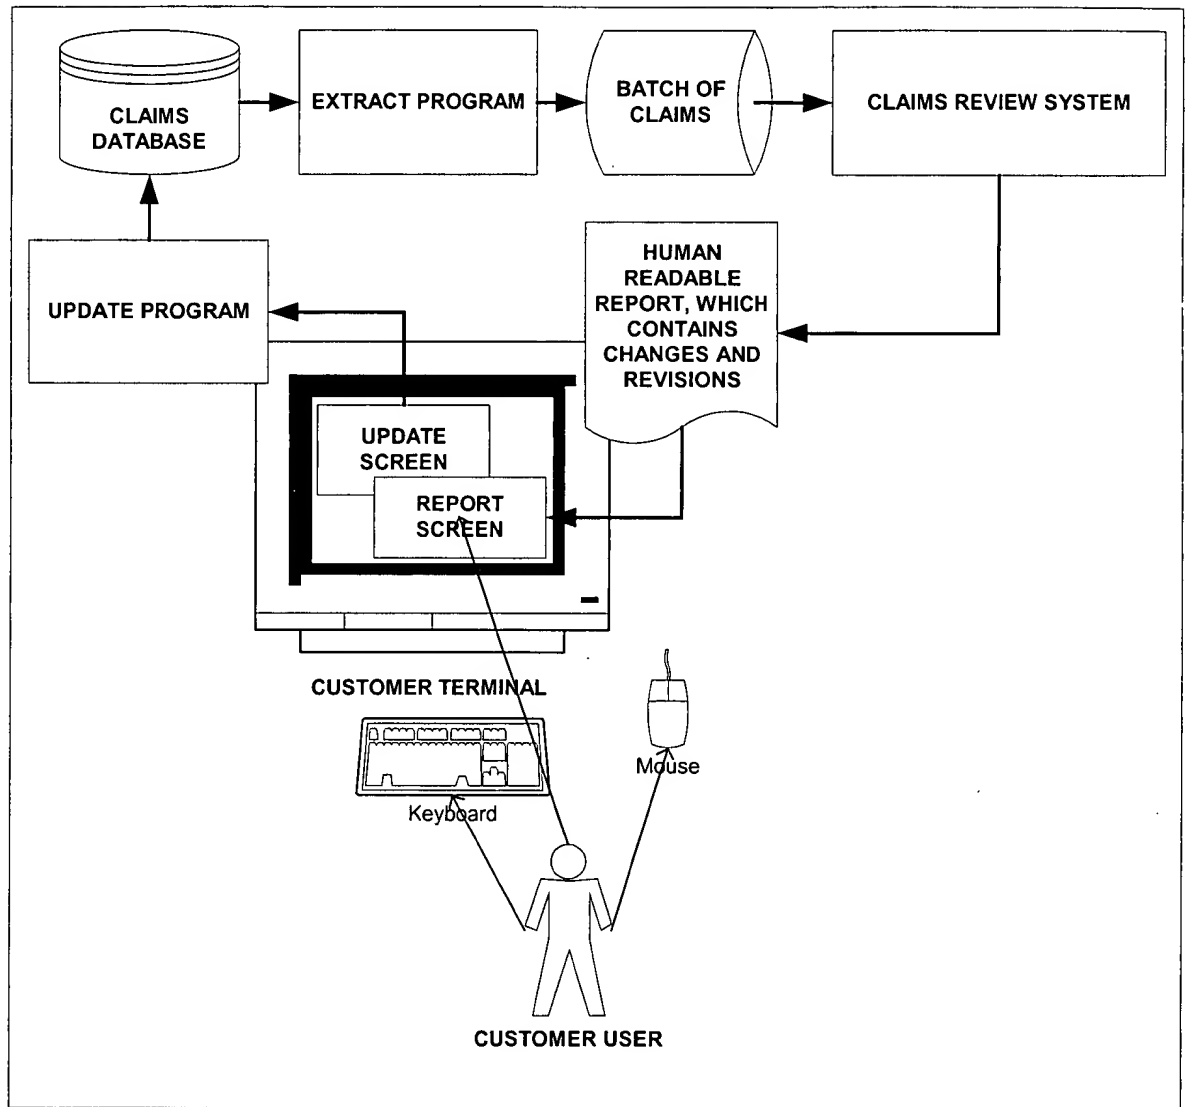 CLAIMS
DATABASE
EXTRACT PROGRAM
BATCH OF
CLAIMS
CLAIMS REVIEW SYSTEM
UPDATE PROGRAM
HUMAN
READABLE
REPORT, WHICH
CONTAINS
CHANGES AND
REVISIONS
UPDATE
SCREEN
REPORT
SCREEN
CUSTOMER TERMINAL
Mouse
Keyboard
CUSTOMER USER